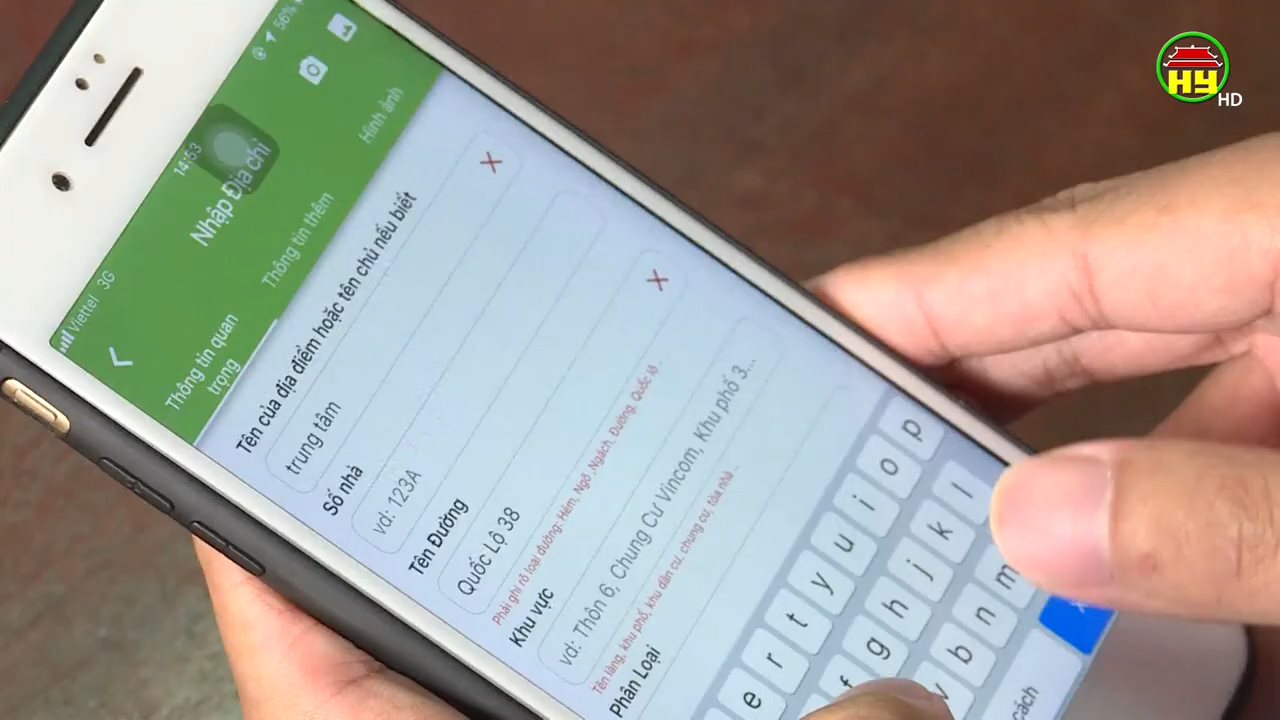 HY
HD
Viettel 3G
14:53
56%
Nhập Địa chỉ
Thông tin quan
trọng
Thông tin thêm
Hình ảnh
Tên của địa điểm hoặc tên chủ nếu biết
trung tâm
Số nhà
vd: 123A
Tên Đường
Quốc Lộ 38
Phải ghi rõ loại đường: Hẻm, Ngõ, Ngách, Đường, Quốc lộ..
Khu vực
vd: Thôn 6, Chung Cư Vincom, Khu phố 3...
Tên làng, khu phố, khu dân cư, chung cư, tòa nhà...
Phân Loại
e r t y u i o p
f g h j k l
v b n m
cách